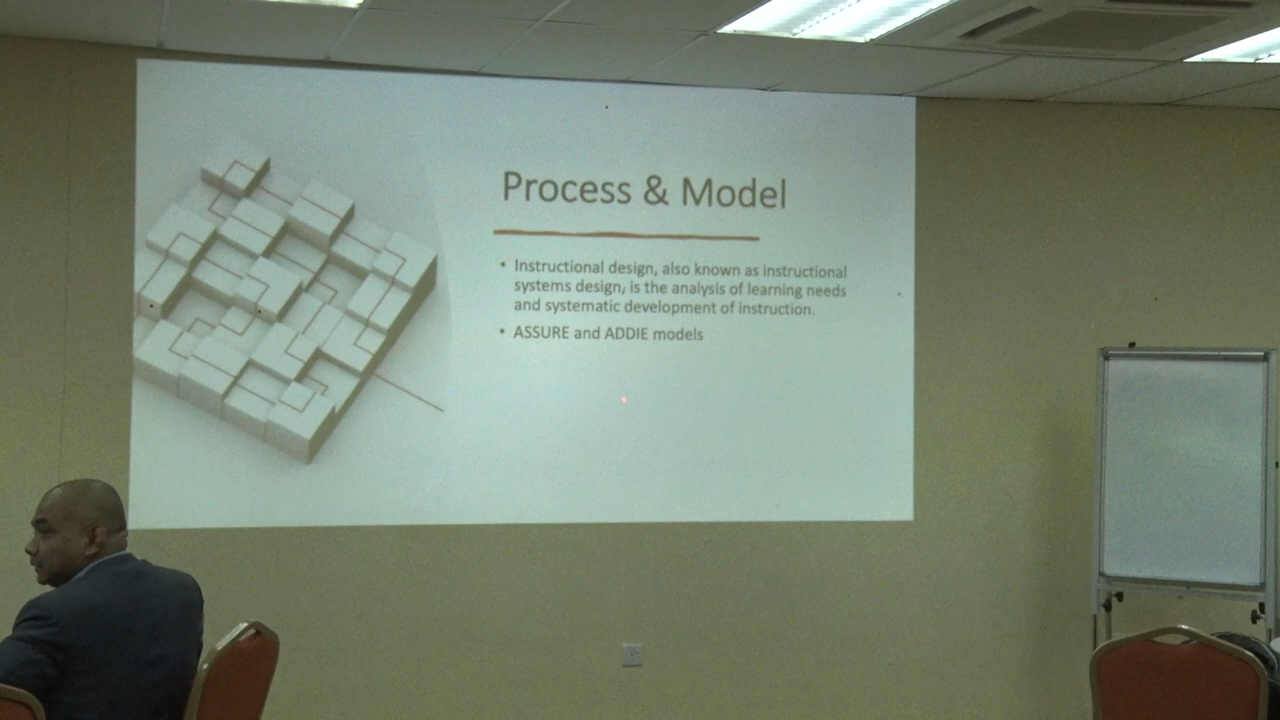 Process & Model
• Instructional design, also known as instructional
systems design, is the analysis of learning needs
and systematic development of instruction.
• ASSURE and ADDIE models